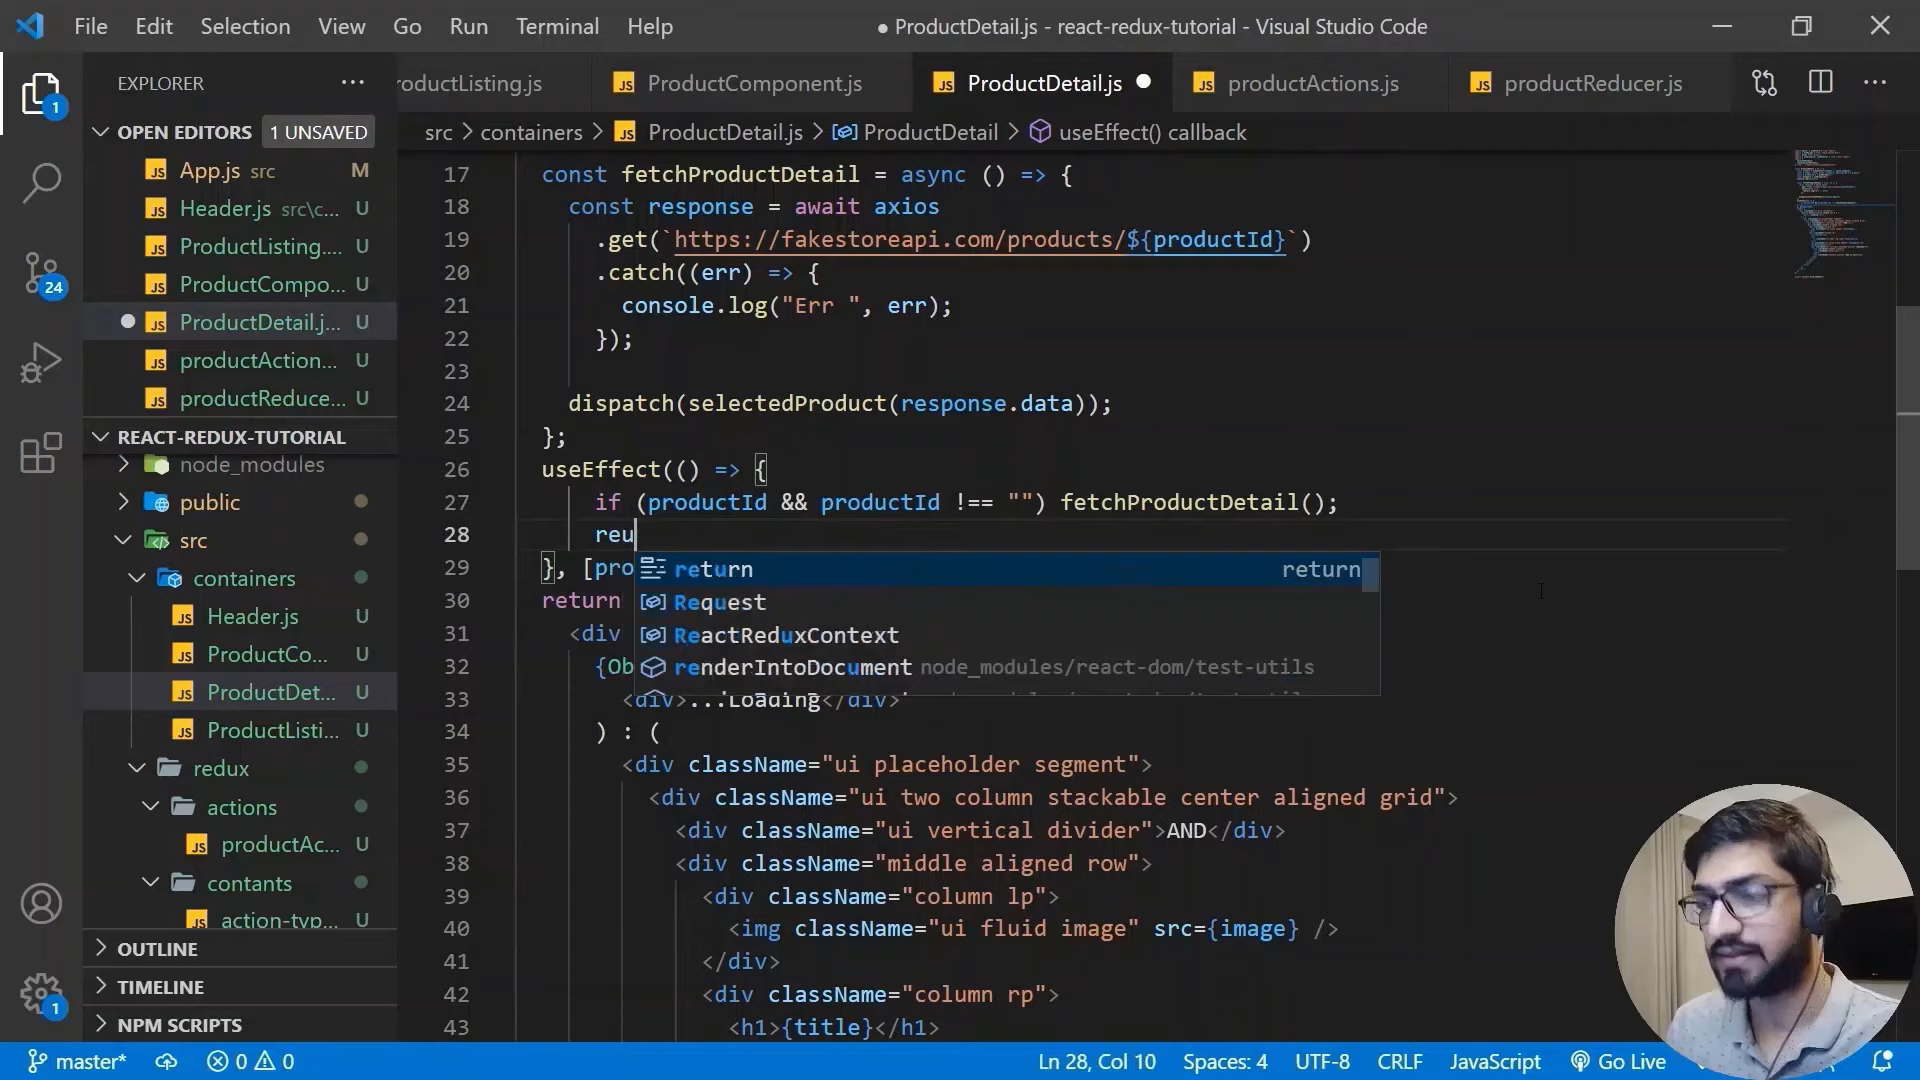 File Edit Selection View Go Run Terminal Help
● ProductDetail.js - react-redux-tutorial - Visual Studio Code
EXPLORER ...
roductListing.js ProductComponent.js ProductDetail.js productActions.js productReducer.js
OPEN EDITORS 1 UNSAVED
App.js src M
Header.js src\c... U
ProductListing.... U
ProductCompo... U
ProductDetail.j... U
productAction... U
productReduce... U
REACT-REDUX-TUTORIAL
node_modules
public
src
containers
Header.js U
ProductCo... U
ProductDet... U
ProductListi... U
redux
actions
productAc... U
contants
action-typ... U
OUTLINE
TIMELINE
NPM SCRIPTS
1
24
1
src > containers > JS ProductDetail.js > ProductDetail > useEffect() callback
17 const fetchProductDetail = async () => {
18 const response = await axios
19 .get(`https://fakestoreapi.com/products/${productId}`)
20 .catch((err) => {
21 console.log("Err ", err);
22 });
23
24 dispatch(selectedProduct(response.data));
25 };
26 useEffect(() => {
27 if (productId && productId !== "") fetchProductDetail();
28 reu
29 }, [pro
30 return
31 <div
32 {Ob
33 <div>...Loading</div>
34 ) : (
35 <div className="ui placeholder segment">
36 <div className="ui two column stackable center aligned grid">
37 <div className="ui vertical divider">AND</div>
38 <div className="middle aligned row">
39 <div className="column lp">
40 <img className="ui fluid image" src={image} />
41 </div>
42 <div className="column rp">
43 <h1>{title}</h1>
return return
Request
ReactReduxContext
renderIntoDocument node_modules/react-dom/test-utils
master* 0 0 Ln 28, Col 10 Spaces: 4 UTF-8 CRLF JavaScript Go Live